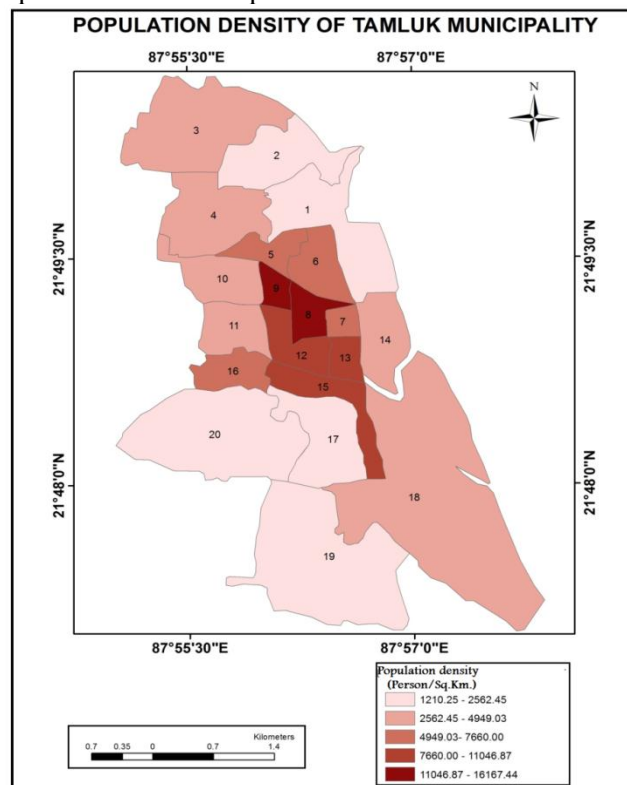 POPULATION DENSITY OF TAMLUK MUNICIPALITY
87°55'30"E 87°57'0"E
N
3
2
4
1
21°49'30"N 21°49'30"N
5
6
10
9
8
7
11
14
12
13
16
15
20
17
21°48'0"N 21°48'0"N
18
19
87°55'30"E 87°57'0"E
Population density
(Person/Sq.Km.)
1210.25 - 2562.45
2562.45 - 4949.03
4949.03- 7660.00
7660.00 - 11046.87
11046.87 - 16167.44
Kilometers
0.7 0.35 0 0.7 1.4